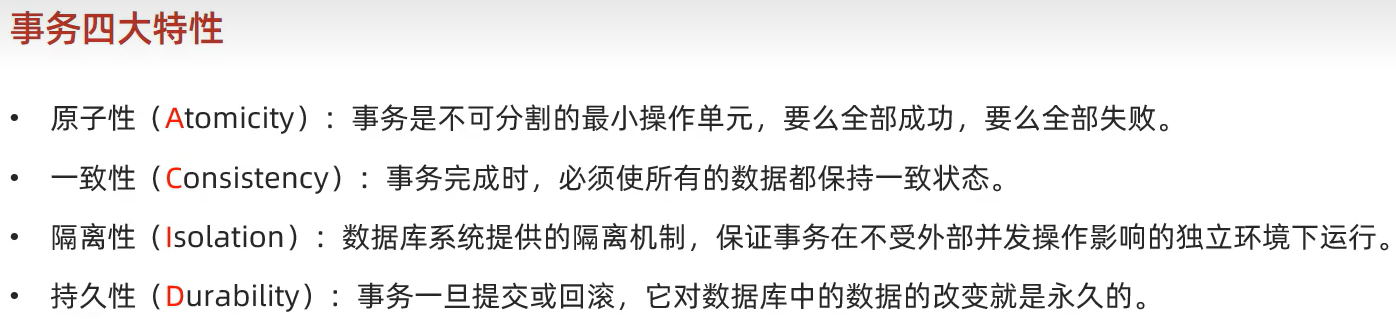 事务四大特性
• 原子性（Atomicity）：事务是不可分割的最小操作单元，要么全部成功，要么全部失败。
• 一致性（Consistency）：事务完成时，必须使所有的数据都保持一致状态。
• 隔离性（Isolation）：数据库系统提供的隔离机制，保证事务在不受外部并发操作影响的独立环境下运行。
• 持久性（Durability）：事务一旦提交或回滚，它对数据库中的数据的改变就是永久的。